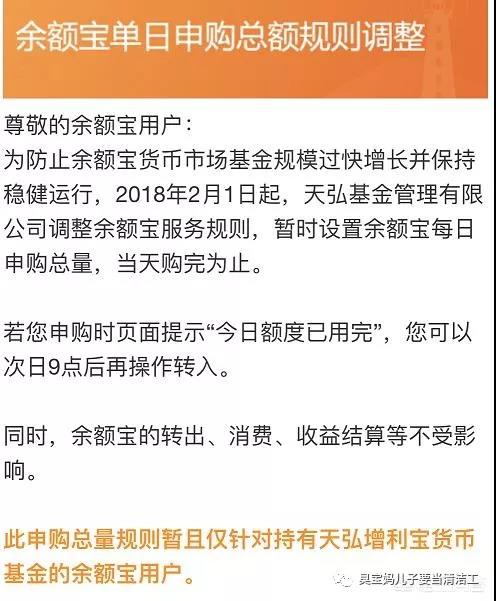 余额宝单日申购总额规则调整
尊敬的余额宝用户：
为防止余额宝货币市场基金规模过快增长并保持
稳健运行，2018年2月1日起，天弘基金管理有限
公司调整余额宝服务规则，暂时设置余额宝每日
申购总量，当天购完为止。
若您申购时页面提示“今日额度已用完”，您可以
次日9点后再操作转入。
同时，余额宝的转出、消费、收益结算等不受影
响。
此申购总量规则暂且仅针对持有天弘增利宝货币
基金的余额宝用户。
臭宝妈儿子要当清洁工